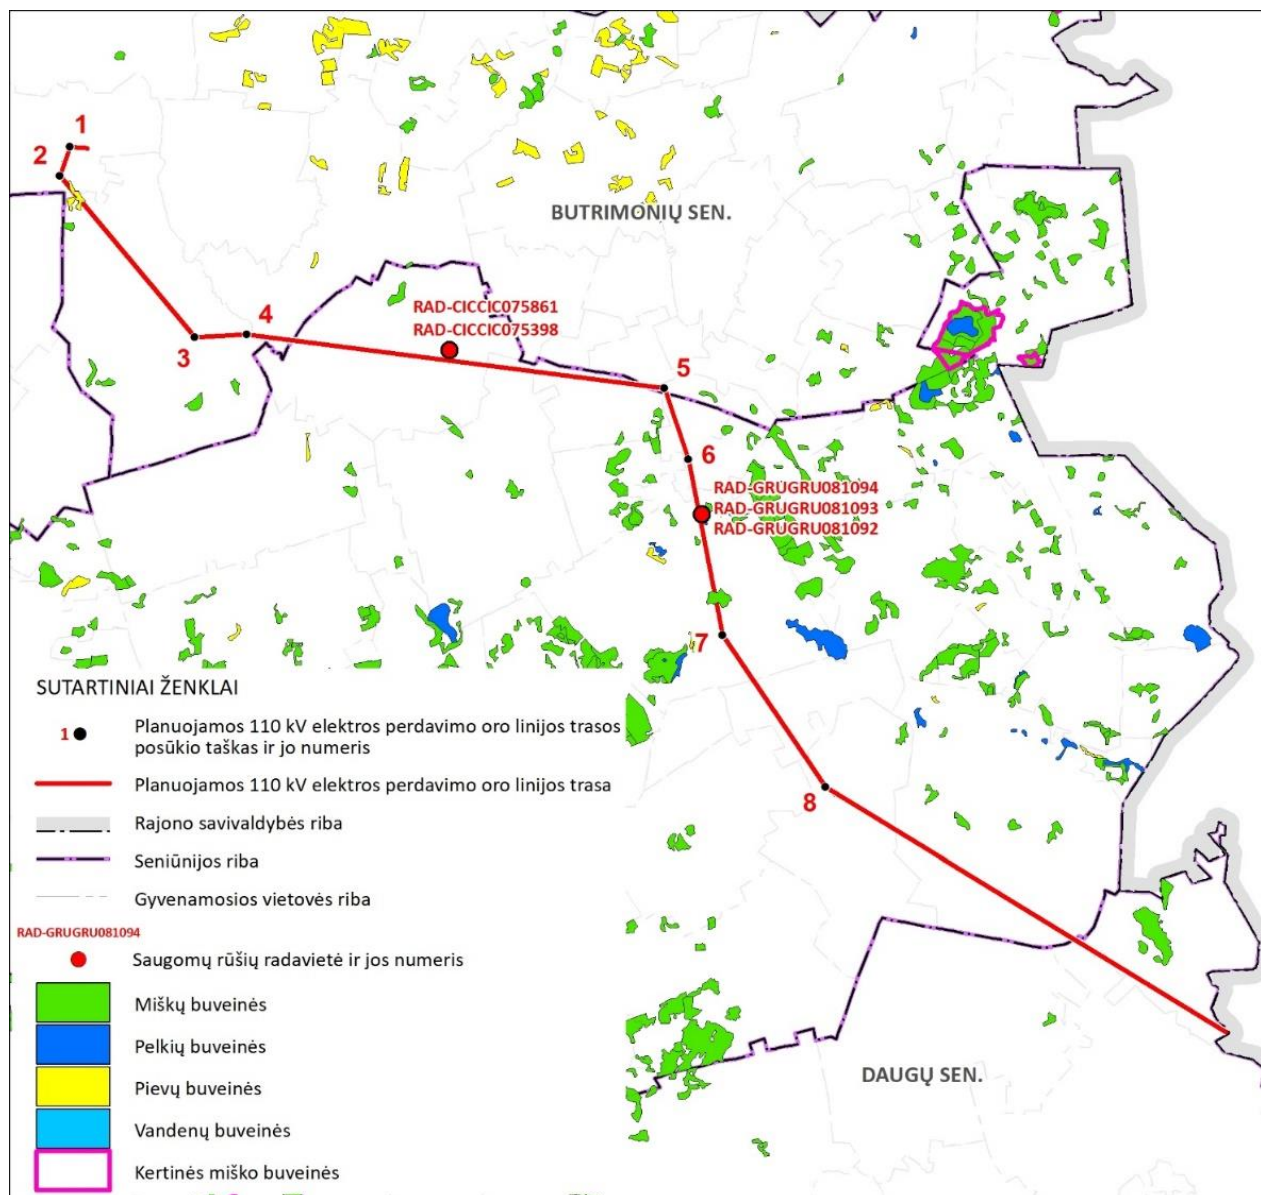 1
2
BUTRIMONIŲ SEN.
RAD-CICCIC075861
RAD-CICCIC075398
4
3
5
6
RAD-GRUGRU081094
RAD-GRUGRU081093
RAD-GRUGRU081092
7
8
DAUGŲ SEN.
SUTARTINIAI ŽENKLAI
1 Planuojamos 110 kV elektros perdavimo oro linijos trasos
posūkio taškas ir jo numeris
Planuojamos 110 kV elektros perdavimo oro linijos trasa
Rajono savivaldybės riba
Seniūnijos riba
Gyvenamosios vietovės riba
RAD-GRUGRU081094
Saugomų rūšių radavietė ir jos numeris
Miškų buveinės
Pelkių buveinės
Pievų buveinės
Vandenų buveinės
Kertinės miško buveinės